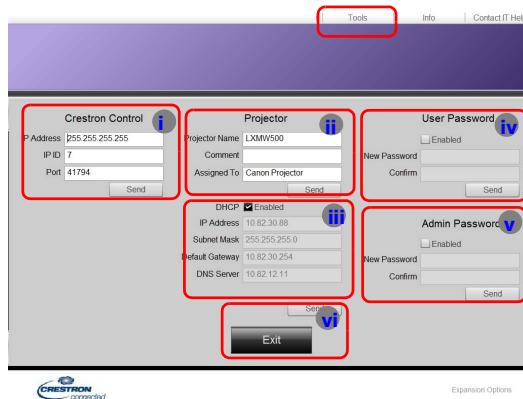 Tools Info Contact IT Hel
Crestron Control i
IP Address 255.255.255.255
IP ID 7
Port 41794
Send
Projector ii
Projector Name LXMW500
Comment
Assigned To Canon Projector
Send
DHCP Enabled iii
IP Address 10.82.30.88
Subnet Mask 255.255.255.0
Default Gateway 10.82.30.254
DNS Server 10.82.12.11
Send
vi
Exit
User Password iv
Enabled
New Password
Confirm
Send
Admin Password v
Enabled
New Password
Confirm
Send
CRESTRON
connected
Expansion Options